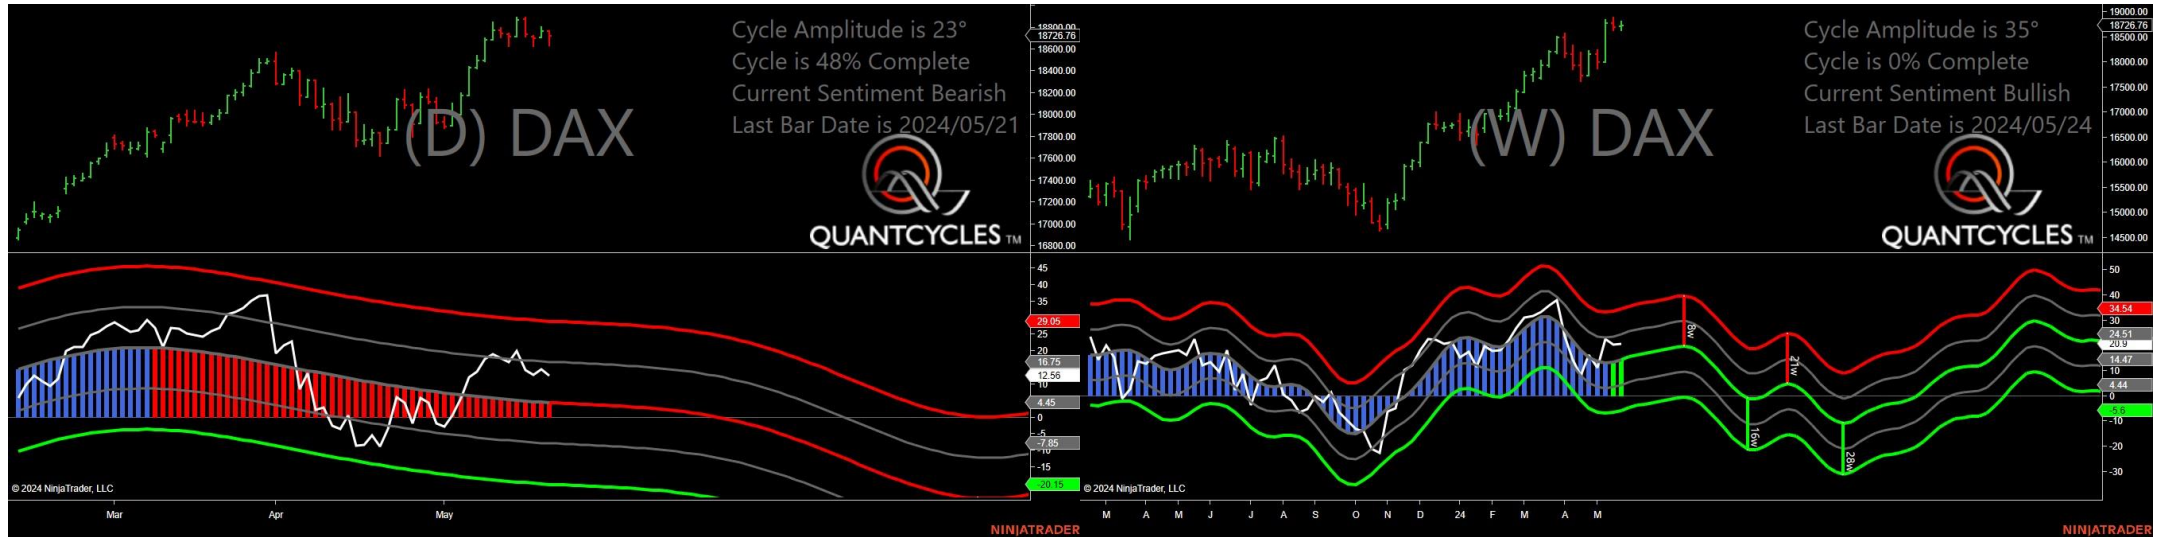 Cycle Amplitude is 23°
Cycle is 48% Complete
Current Sentiment Bearish
Last Bar Date is 2024/05/21
(D) DAX
QUANTCYCLES TM
18800.00
18726.76
18600.00
18400.00
18200.00
18000.00
17800.00
17600.00
17400.00
17200.00
17000.00
16800.00
45
40
35
29.05
25
20
16.75
12.56
10
4.45
0
-5
-7.85
-10
-15
-20.15
© 2024 NinjaTrader, LLC
Mar Apr May
NINJATRADER
Cycle Amplitude is 35°
Cycle is 0% Complete
Current Sentiment Bullish
Last Bar Date is 2024/05/24
(W) DAX
QUANTCYCLES TM
19000.00
18726.76
18500.00
18000.00
17500.00
17000.00
16500.00
16000.00
15500.00
15000.00
14500.00
50
40
34.54
30
24.51
20.9
14.47
4.44
0
-5.6
-10
-20
-30
8w
21w
16w
28w
© 2024 NinjaTrader, LLC
M A M J J A S O N D 24 F M A M
NINJATRADER